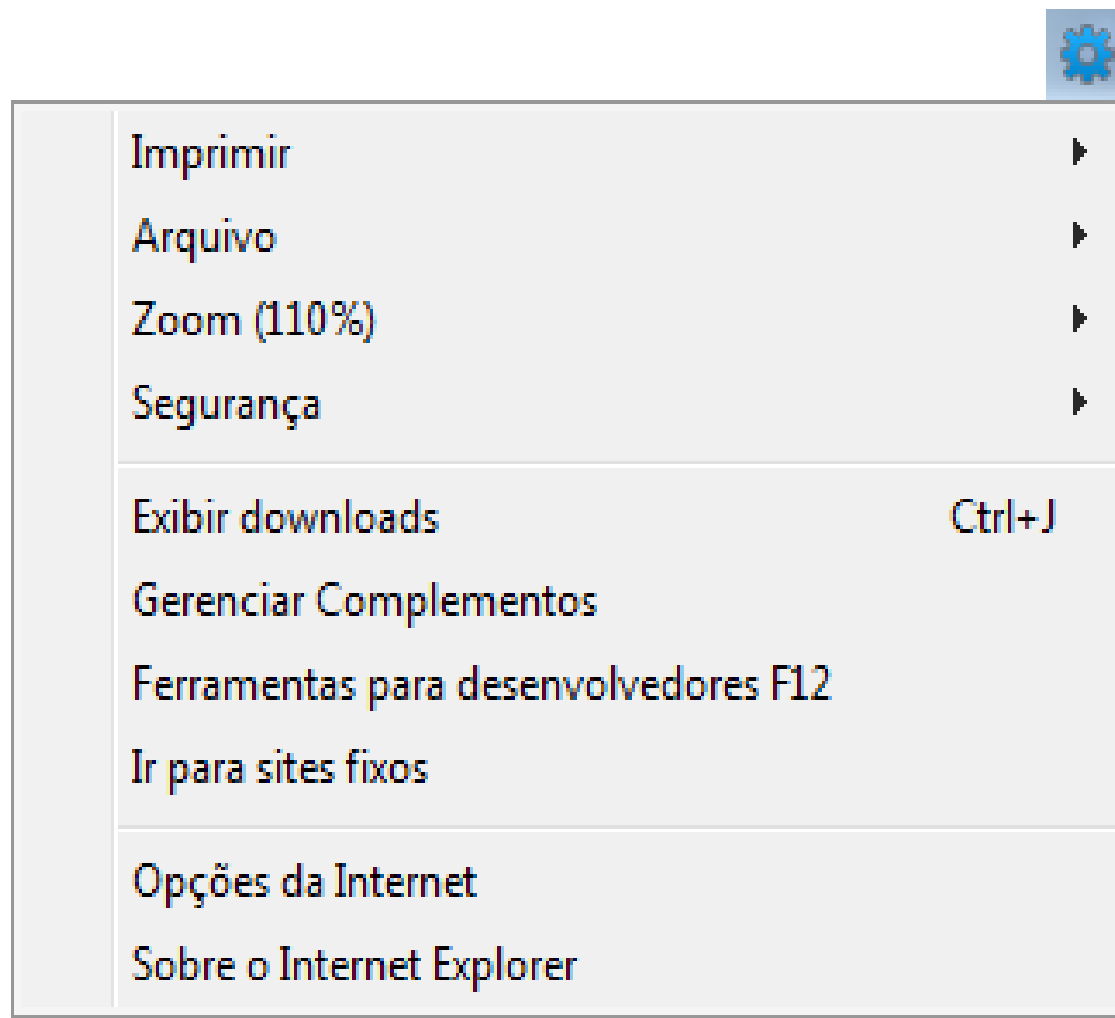 Imprimir
Arquivo
Zoom (110%)
Segurança
Exibir downloads Ctrl+J
Gerenciar Complementos
Ferramentas para desenvolvedores F12
Ir para sites fixos
Opções da Internet
Sobre o Internet Explorer